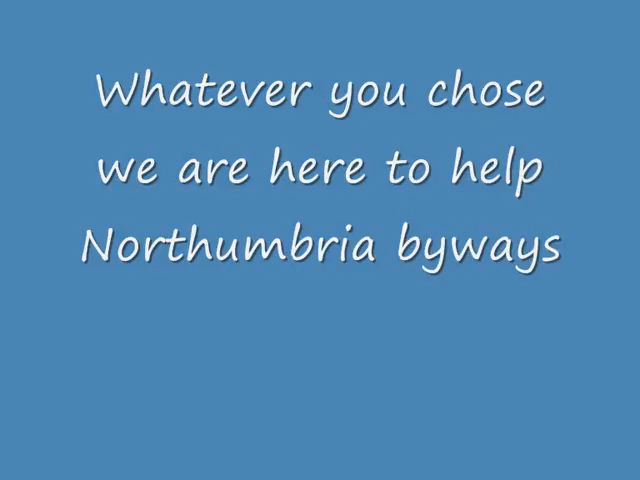 Whatever you chose
we are here to help
Northumbria byways